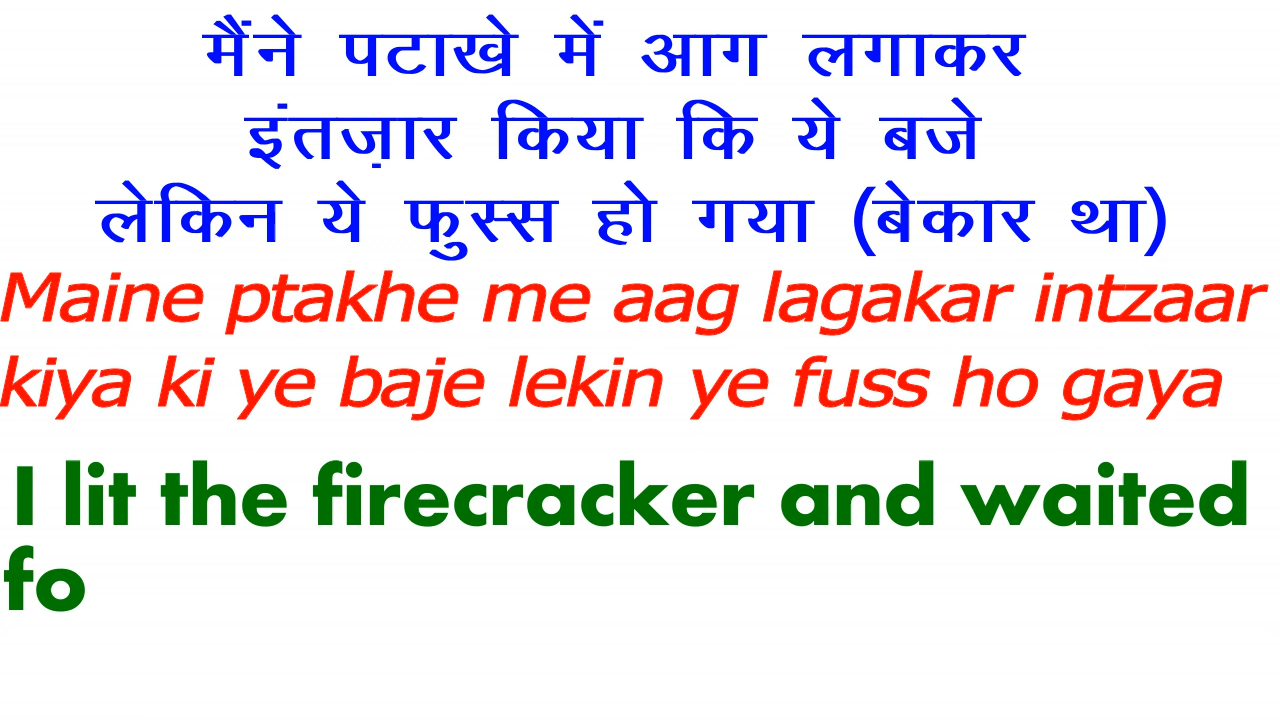 मैंने पटाखे में आग लगाकर
इंतज़ार किया कि ये बजे
लेकिन ये फुस्स हो गया (बेकार था)
Maine ptakhe me aag lagakar intzaar
kiya ki ye baje lekin ye fuss ho gaya
I lit the firecracker and waited
fo